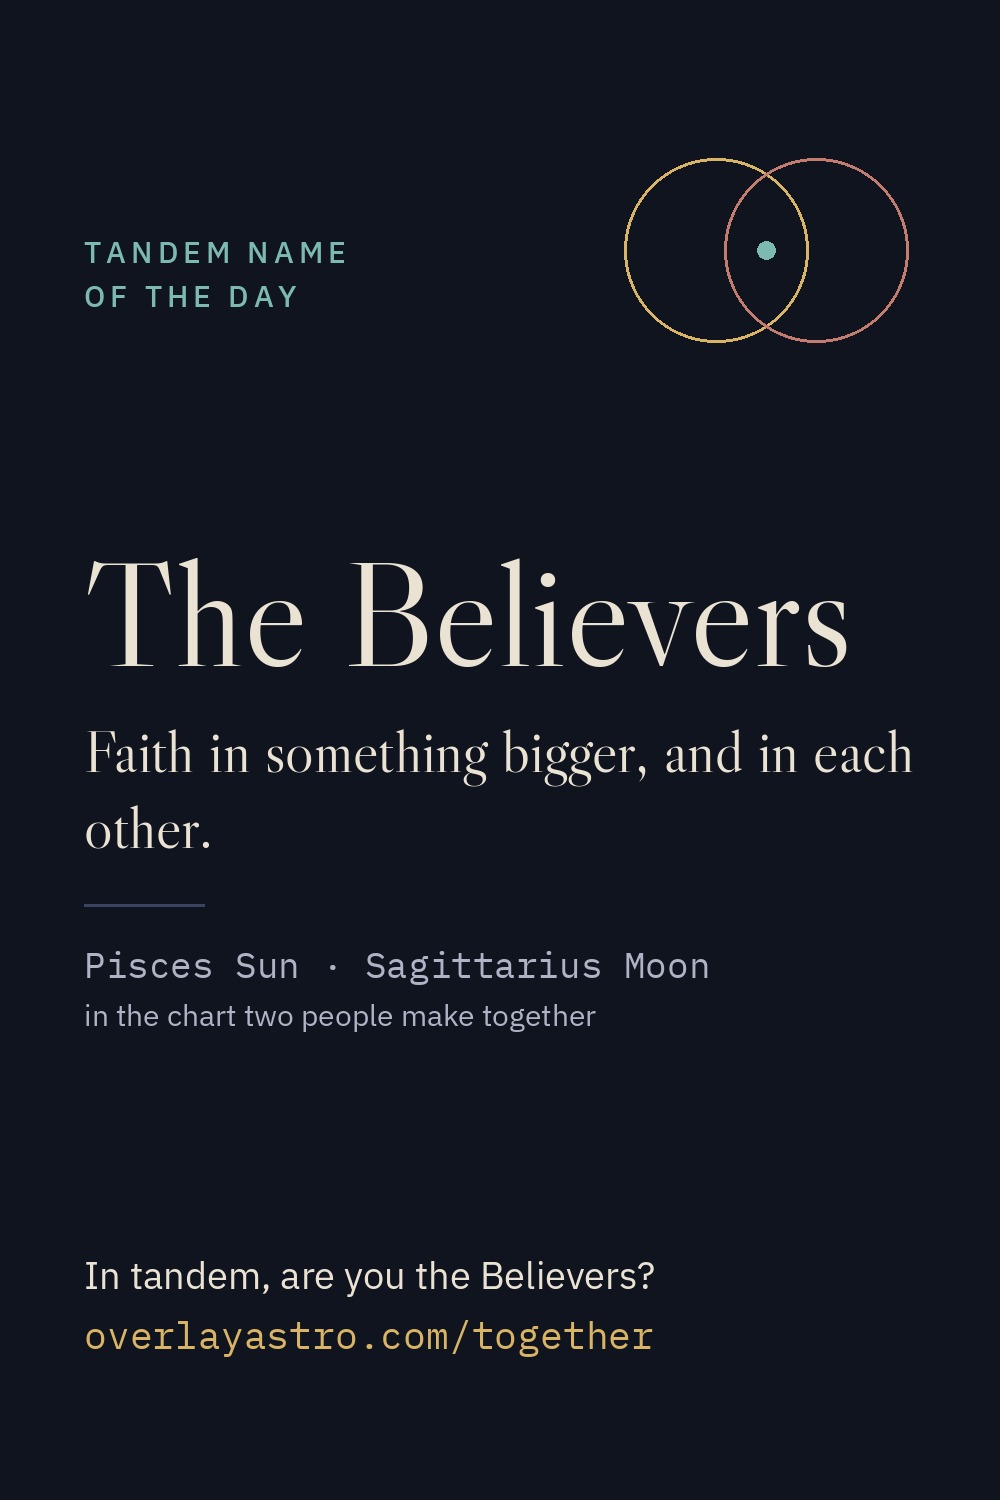 TANDEM NAME
OF THE DAY
The Believers
Faith in something bigger, and in each
other.
Pisces Sun · Sagittarius Moon
in the chart two people make together
In tandem, are you the Believers?
overlayastro.com/together